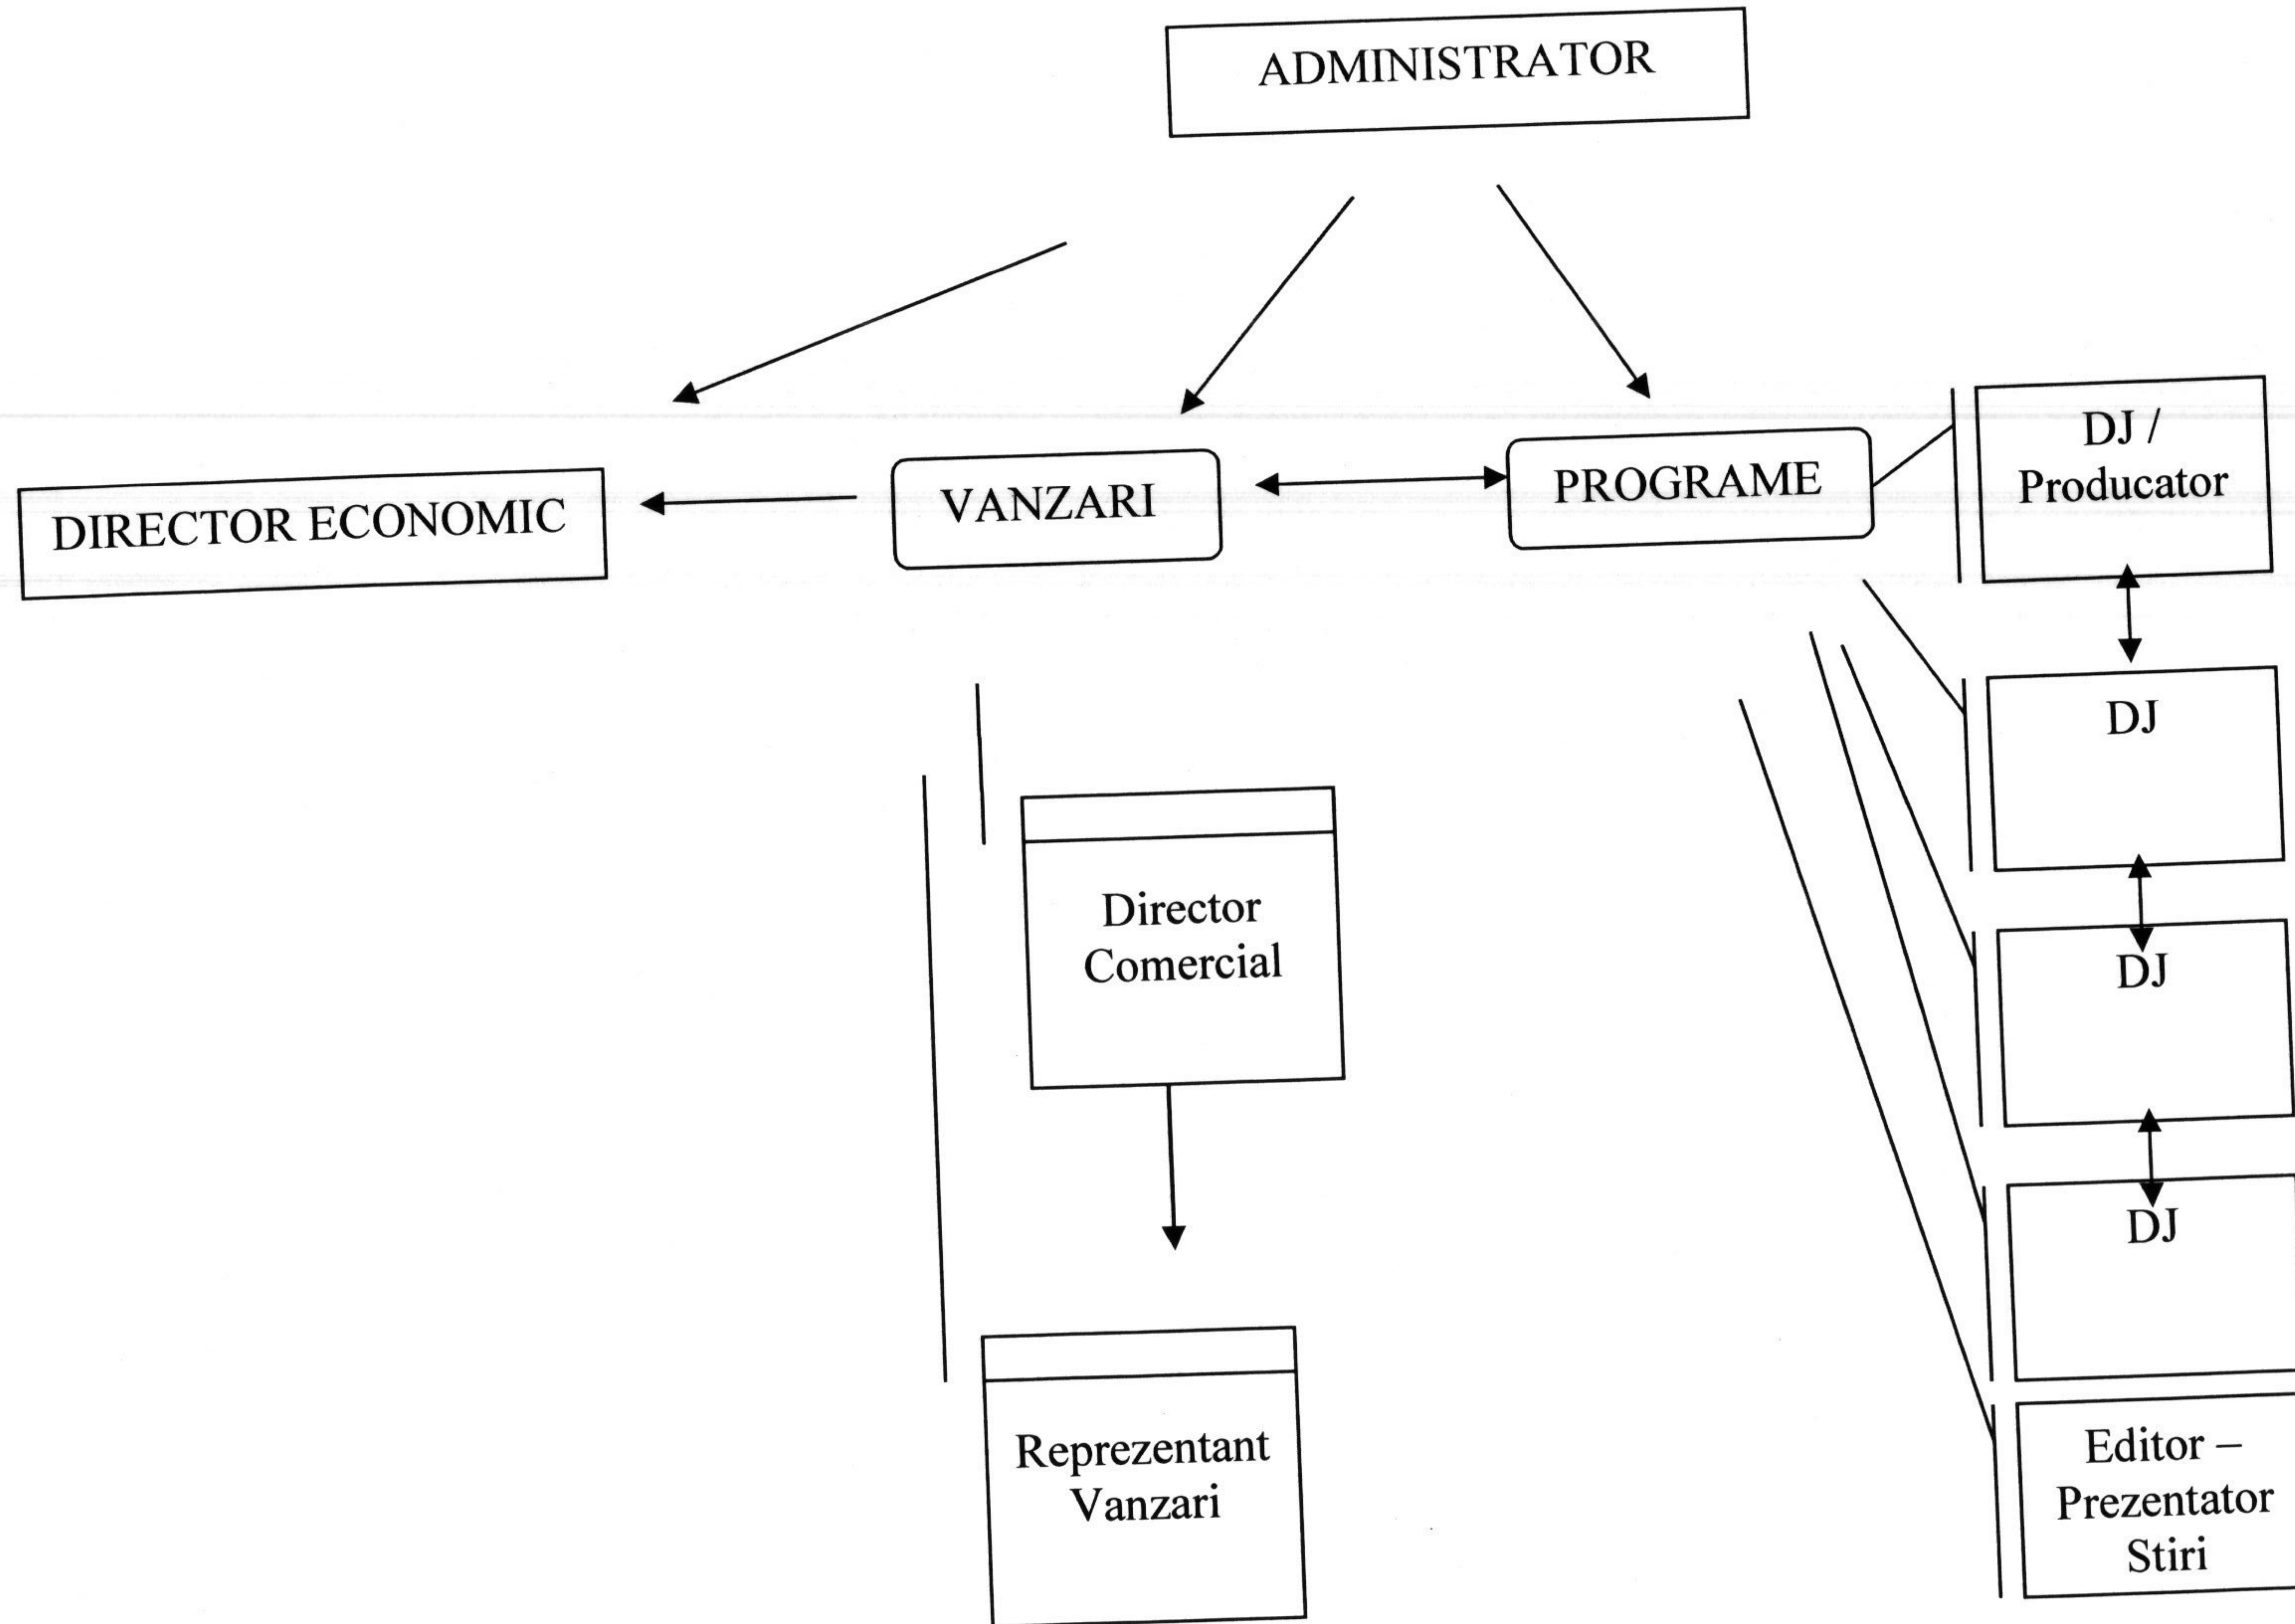 ADMINISTRATOR
DIRECTOR ECONOMIC
VANZARI
PROGRAME
DJ /
Producator
DJ
DJ
DJ
Director
Comercial
Reprezentant
Vanzari
Editor –
Prezentator
Stiri